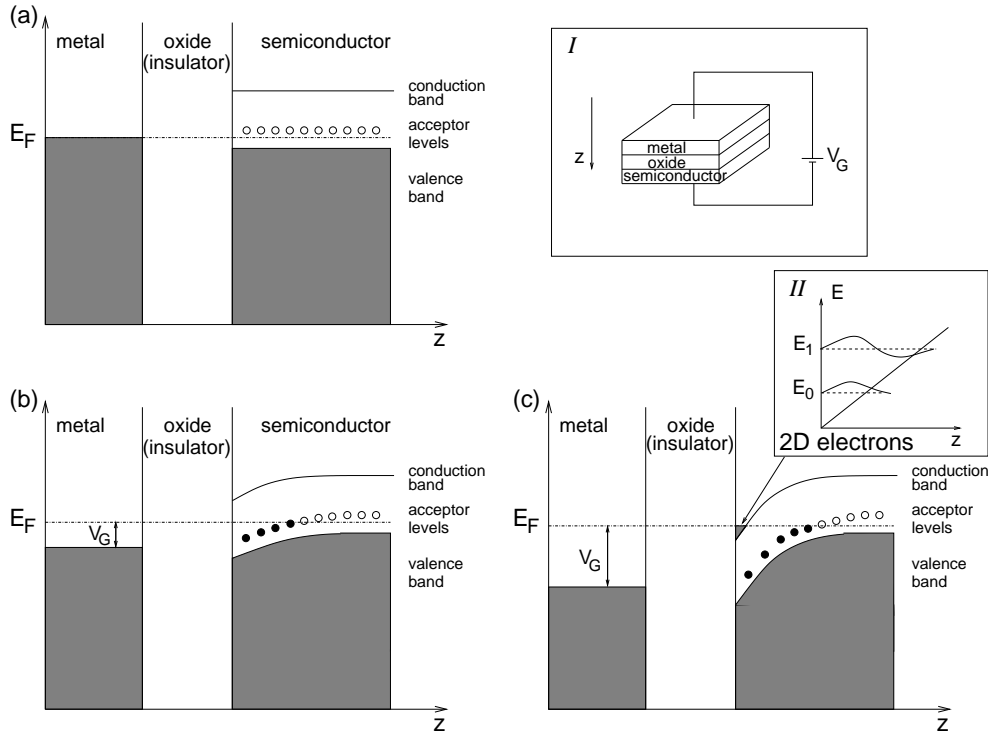 (a)
metal
oxide
(insulator)
semiconductor
conduction
band
acceptor
levels
valence
band
E_F
z
I
z
metal
oxide
semiconductor
V_G
II
E
E_1
E_0
z
2D electrons
(b)
metal
oxide
(insulator)
semiconductor
conduction
band
acceptor
levels
valence
band
E_F
V_G
z
(c)
metal
oxide
(insulator)
semiconductor
conduction
band
acceptor
levels
valence
band
E_F
V_G
z